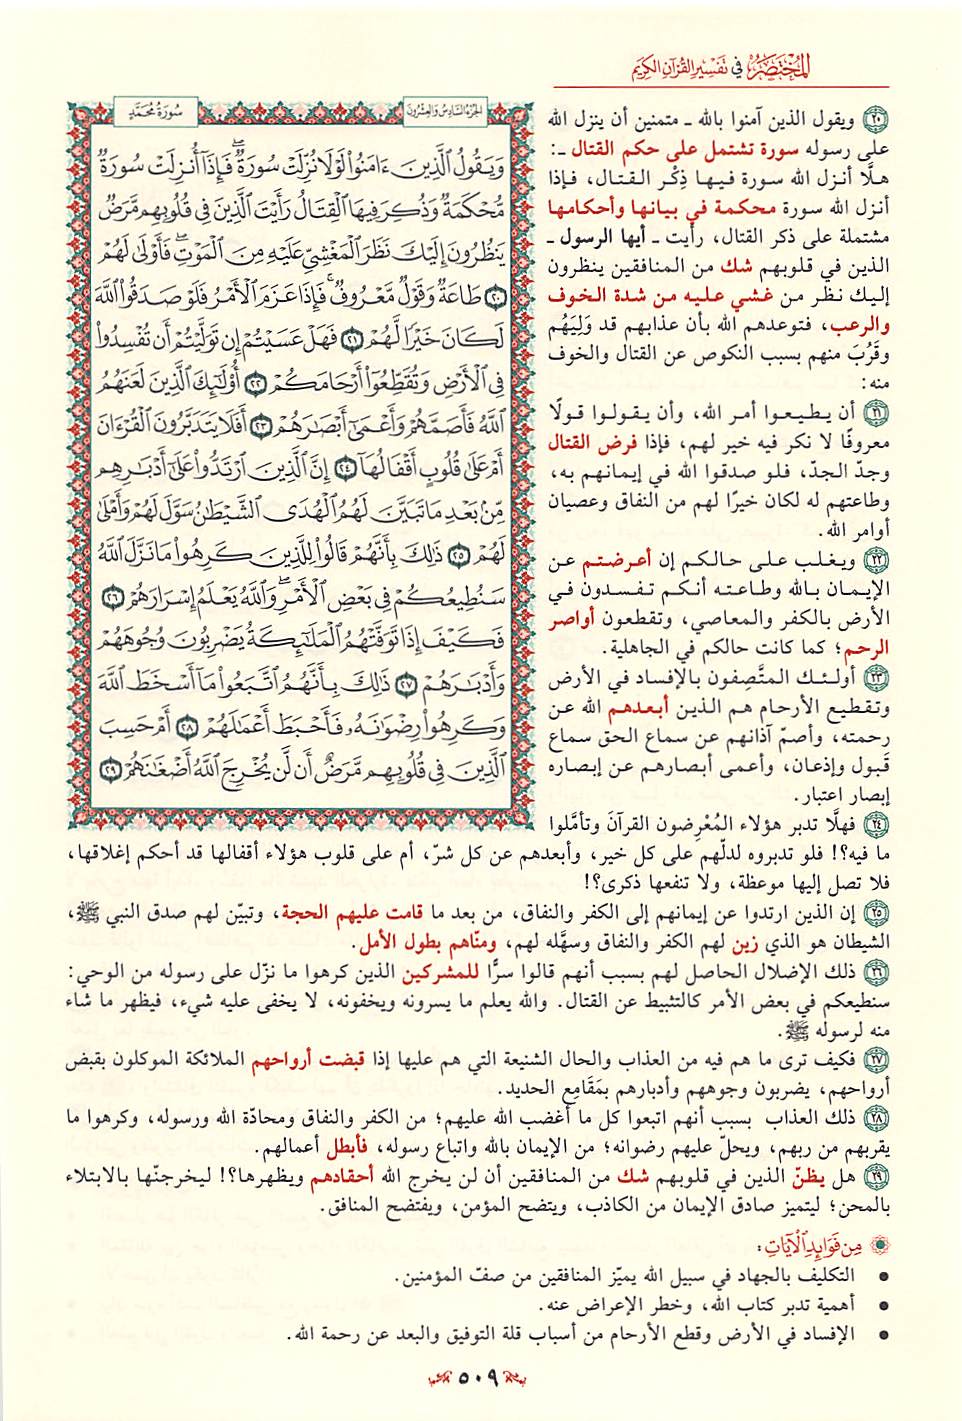 المختصر في تفسير القرآن الكريم
الجزء السادس والعشرون
سورة محمد
وَيَقُولُ ٱلَّذِينَ ءَامَنُواْ لَوْلَا نُزِّلَتْ سُورَةٌۖ فَإِذَآ أُنزِلَتْ سُورَةٌ
مُّحْكَمَةٌ وَذُكِرَ فِيهَا ٱلْقِتَالُ رَأَيْتَ ٱلَّذِينَ فِي قُلُوبِهِم مَّرَضٌ
يَنظُرُونَ إِلَيْكَ نَظَرَ ٱلْمَغْشِيِّ عَلَيْهِ مِنَ ٱلْمَوْتِۖ فَأَوْلَىٰ لَهُمْ
۝٢٠ طَاعَةٌ وَقَوْلٌ مَّعْرُوفٌۚ فَإِذَا عَزَمَ ٱلْأَمْرُ فَلَوْ صَدَقُواْ ٱللَّهَ
لَكَانَ خَيْرًا لَّهُمْ ۝٢١ فَهَلْ عَسَيْتُمْ إِن تَوَلَّيْتُمْ أَن تُفْسِدُواْ
فِي ٱلْأَرْضِ وَتُقَطِّعُوٓاْ أَرْحَامَكُمْ ۝٢٢ أُوْلَٰٓئِكَ ٱلَّذِينَ لَعَنَهُمُ
ٱللَّهُ فَأَصَمَّهُمْ وَأَعْمَىٰٓ أَبْصَٰرَهُمْ ۝٢٣ أَفَلَا يَتَدَبَّرُونَ ٱلْقُرْءَانَ
أَمْ عَلَىٰ قُلُوبٍ أَقْفَالُهَآ ۝٢٤ إِنَّ ٱلَّذِينَ ٱرْتَدُّواْ عَلَىٰٓ أَدْبَٰرِهِم
مِّنۢ بَعْدِ مَا تَبَيَّنَ لَهُمُ ٱلْهُدَى ٱلشَّيْطَٰنُ سَوَّلَ لَهُمْ وَأَمْلَىٰ
لَهُمْ ۝٢٥ ذَٰلِكَ بِأَنَّهُمْ قَالُواْ لِلَّذِينَ كَرِهُواْ مَا نَزَّلَ ٱللَّهُ
سَنُطِيعُكُمْ فِي بَعْضِ ٱلْأَمْرِۖ وَٱللَّهُ يَعْلَمُ إِسْرَارَهُمْ ۝٢٦
فَكَيْفَ إِذَا تَوَفَّتْهُمُ ٱلْمَلَٰٓئِكَةُ يَضْرِبُونَ وُجُوهَهُمْ
وَأَدْبَٰرَهُمْ ۝٢٧ ذَٰلِكَ بِأَنَّهُمُ ٱتَّبَعُواْ مَآ أَسْخَطَ ٱللَّهَ
وَكَرِهُواْ رِضْوَٰنَهُۥ فَأَحْبَطَ أَعْمَٰلَهُمْ ۝٢٨ أَمْ حَسِبَ
ٱلَّذِينَ فِي قُلُوبِهِم مَّرَضٌ أَن لَّن يُخْرِجَ ٱللَّهُ أَضْغَٰنَهُمْ ۝٢٩
٢٠ ويقول الذين آمنوا بالله ـ متمنين أن ينزل الله
على رسوله سورة تشتمل على حكم القتال ـ:
هلَّا أنزل الله سورة فيها ذِكْر القتال، فإذا
أنزل الله سورة محكمة في بيانها وأحكامها
مشتملة على ذكر القتال، رأيت ـ أيها الرسول ـ
الذين في قلوبهم شك من المنافقين ينظرون
إليك نظر من غشي عليه من شدة الخوف
والرعب، فتوعدهم الله بأن عذابهم قد وَلِيَهُم
وقَرُبَ منهم بسبب النكوص عن القتال والخوف
منه:
٢١ أن يطيعوا أمر الله، وأن يقولوا قولًا
معروفًا لا نكر فيه خير لهم، فإذا فرض القتال
وجدّ الجدّ، فلو صدقوا الله في إيمانهم به،
وطاعتهم له لكان خيرًا لهم من النفاق وعصيان
أوامر الله.
٢٢ ويغلب على حالكم إن أعرضتم عن
الإيمان بالله وطاعته أنكم تفسدون في
الأرض بالكفر والمعاصي، وتقطعون أواصر
الرحم؛ كما كانت حالكم في الجاهلية.
٢٣ أولئك المتَّصِفون بالإفساد في الأرض
وتقطيع الأرحام هم الذين أبعدهم الله عن
رحمته، وأصمّ آذانهم عن سماع الحق سماع
قَبول وإذعان، وأعمى أبصارهم عن إبصاره
إبصار اعتبار.
٢٤ فهلَّا تدبر هؤلاء المُعْرِضون القرآنَ وتأمَّلوا
ما فيه؟! فلو تدبروه لدلّهم على كل خير، وأبعدهم عن كل شرّ، أم على قلوب هؤلاء أقفالها قد أحكم إغلاقها،
فلا تصل إليها موعظة، ولا تنفعها ذكرى؟!
٢٥ إن الذين ارتدوا عن إيمانهم إلى الكفر والنفاق، من بعد ما قامت عليهم الحجة، وتبيّن لهم صدق النبي ﷺ،
الشيطان هو الذي زين لهم الكفر والنفاق وسهَّله لهم، ومنّاهم بطول الأمل.
٢٦ ذلك الإضلال الحاصل لهم بسبب أنهم قالوا سرًّا للمشركين الذين كرهوا ما نزّل على رسوله من الوحي:
سنطيعكم في بعض الأمر كالتثبيط عن القتال. والله يعلم ما يسرونه ويخفونه، لا يخفى عليه شيء، فيظهر ما شاء
منه لرسوله ﷺ.
٢٧ فكيف ترى ما هم فيه من العذاب والحال الشنيعة التي هم عليها إذا قبضت أرواحهم الملائكة الموكلون بقبض
أرواحهم، يضربون وجوههم وأدبارهم بمَقَامِع الحديد.
٢٨ ذلك العذاب بسبب أنهم اتبعوا كل ما أغضب الله عليهم؛ من الكفر والنفاق ومحادّة الله ورسوله، وكرهوا ما
يقربهم من ربهم، ويحلّ عليهم رضوانه؛ من الإيمان بالله واتباع رسوله، فأبطل أعمالهم.
٢٩ هل يظنّ الذين في قلوبهم شك من المنافقين أن لن يخرج الله أحقادهم ويظهرها؟! ليخرجنّها بالابتلاء
بالمحن؛ ليتميز صادق الإيمان من الكاذب، ويتضح المؤمن، ويفتضح المنافق.
مِن فَوَائِدِ الْآيَاتِ:
• التكليف بالجهاد في سبيل الله يميّز المنافقين من صفّ المؤمنين.
• أهمية تدبر كتاب الله، وخطر الإعراض عنه.
• الإفساد في الأرض وقطع الأرحام من أسباب قلة التوفيق والبعد عن رحمة الله.
٥٠٩